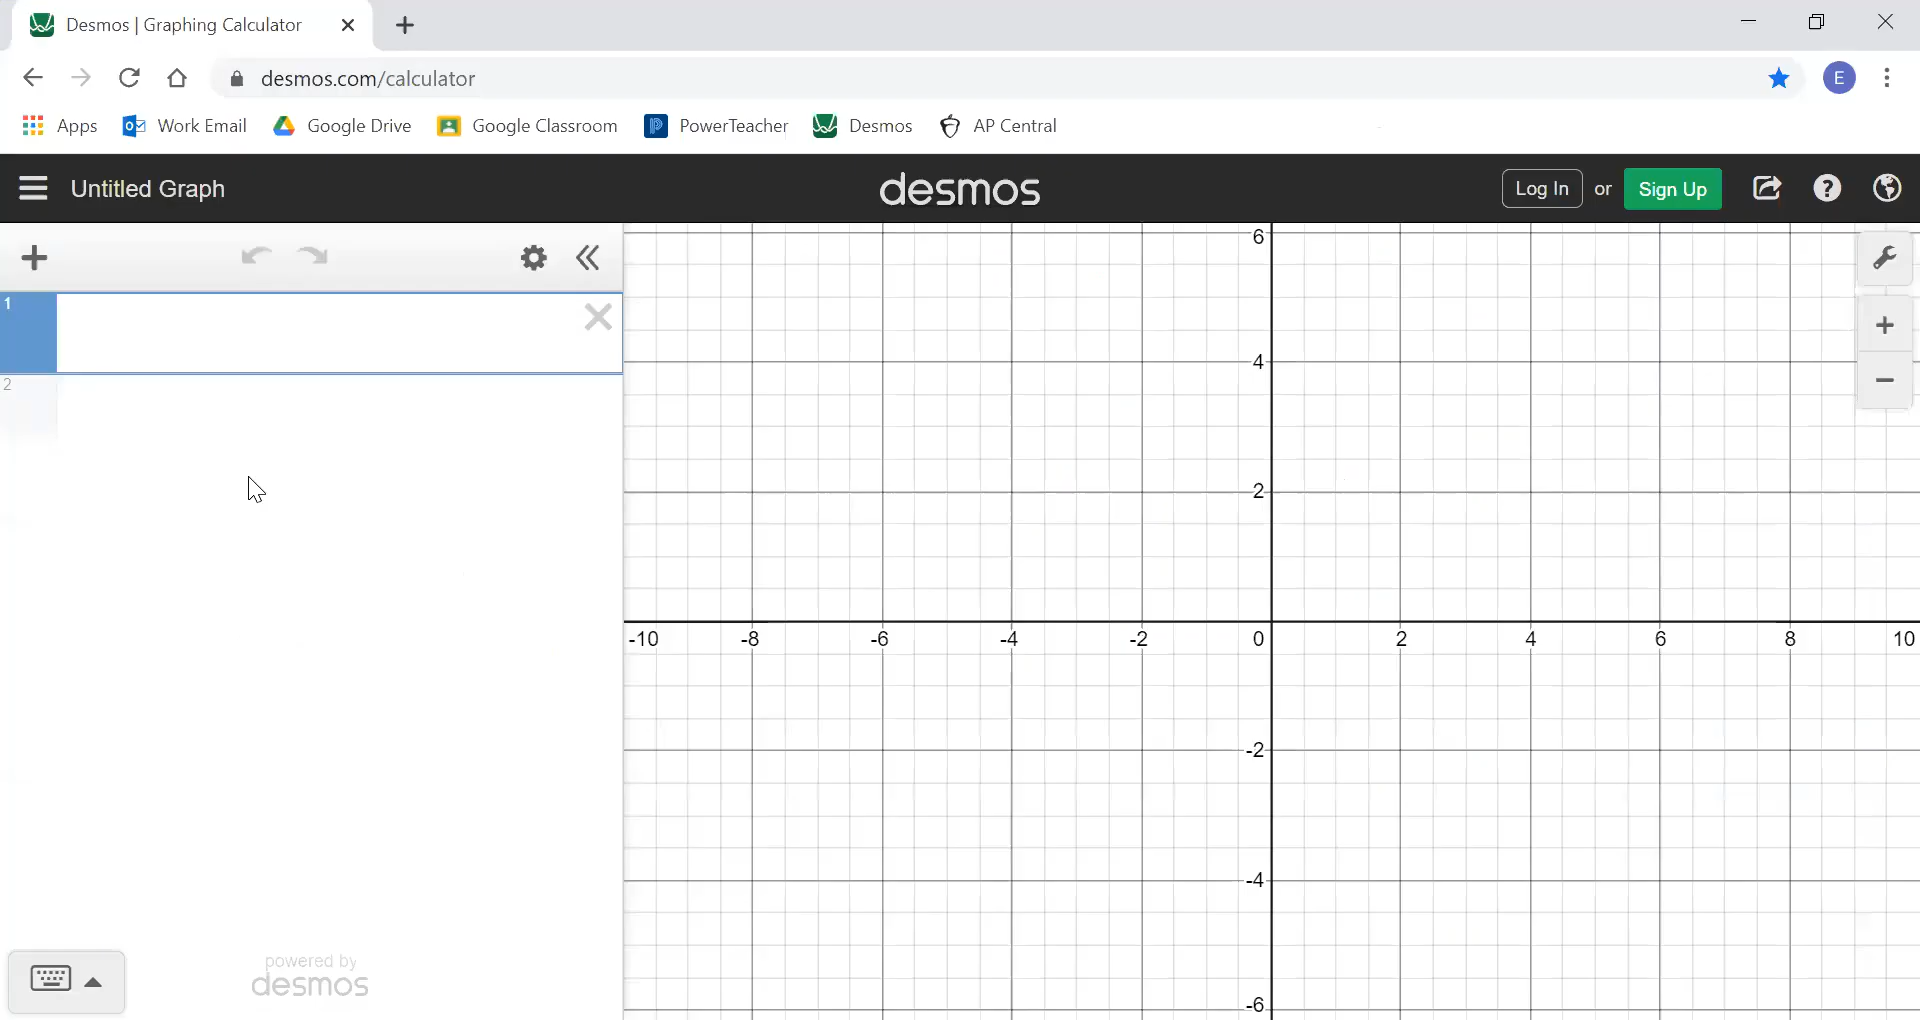 Desmos | Graphing Calculator
desmos.com/calculator
E
Apps Work Email Google Drive Google Classroom PowerTeacher Desmos AP Central
Untitled Graph
desmos
Log In or Sign Up
1
2
6
4
2
-10 -8 -6 -4 -2 0 2 4 6 8 10
-2
-4
-6
powered by
desmos